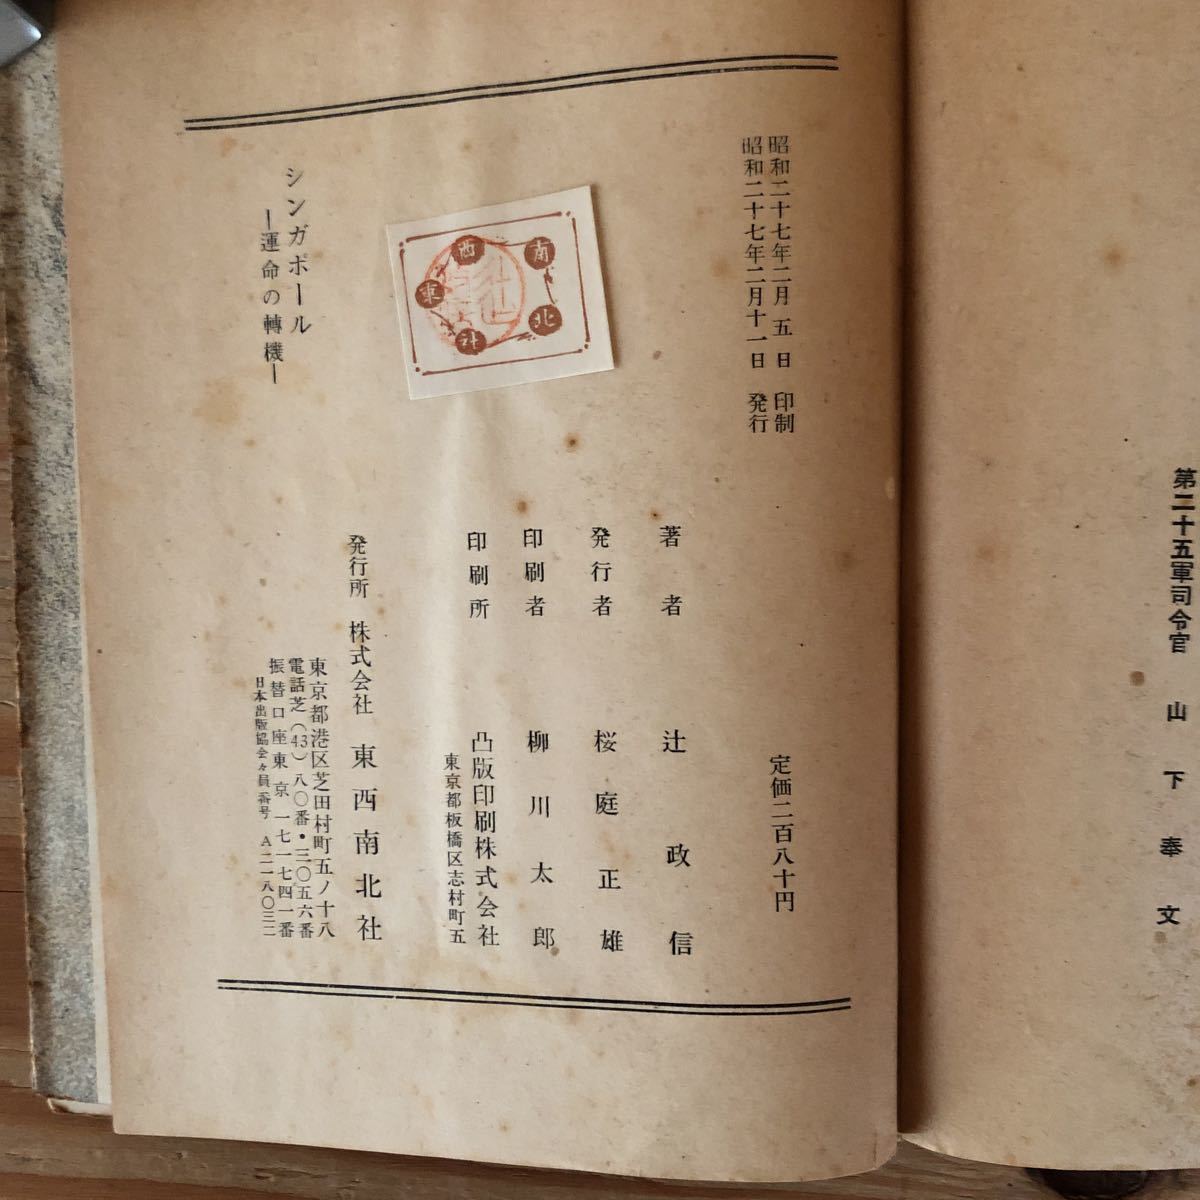 第二十五軍司令官　山下奉文
昭和二十七年二月　五　日　印制
昭和二十七年二月十一日　発行
定価二百八十円
著者　辻政信
発行者　桜庭正雄
印刷者　柳川太郎
印刷所　凸版印刷株式会社
東京都板橋区志村町五
発行所　株式会社　東西南北社
東京都港区芝田村町五ノ十八
電話芝(43)八〇番・三〇五六番
振替口座東京一七一七四一番
日本出版協会々員番号　A二一八〇三二
南
西
北
東
社
シンガポール
―運命の轉機―